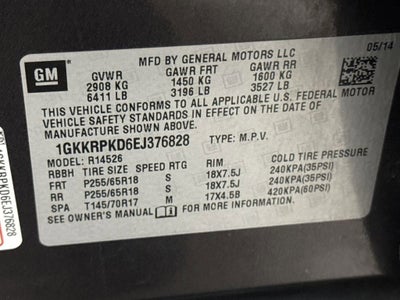 GM
MFD BY GENERAL MOTORS LLC
05/14
GVWR GAWR FRT GAWR RR
2908 KG 1450 KG 1600 KG
6411 LB 3196 LB 3527 LB
THIS VEHICLE CONFORMS TO ALL APPLICABLE U.S. FEDERAL MOTOR
VEHICLE SAFETY STANDARDS IN EFFECT ON THE DATE OF
MANUFACTURE SHOWN ABOVE.
1GKKRPKD6EJ376828 TYPE: M.P.V.
MODEL: R14526
RBBH TIRE SIZE SPEED RTG RIM COLD TIRE PRESSURE
FRT P255/65R18 S 18X7.5J 240KPA(35PSI)
RR P255/65R18 S 18X7.5J 240KPA(35PSI)
SPA T145/70R17 M 17X4.5B 420KPA(60PSI)
SEE OWNER'S MANUAL FOR MORE INFORMATION.